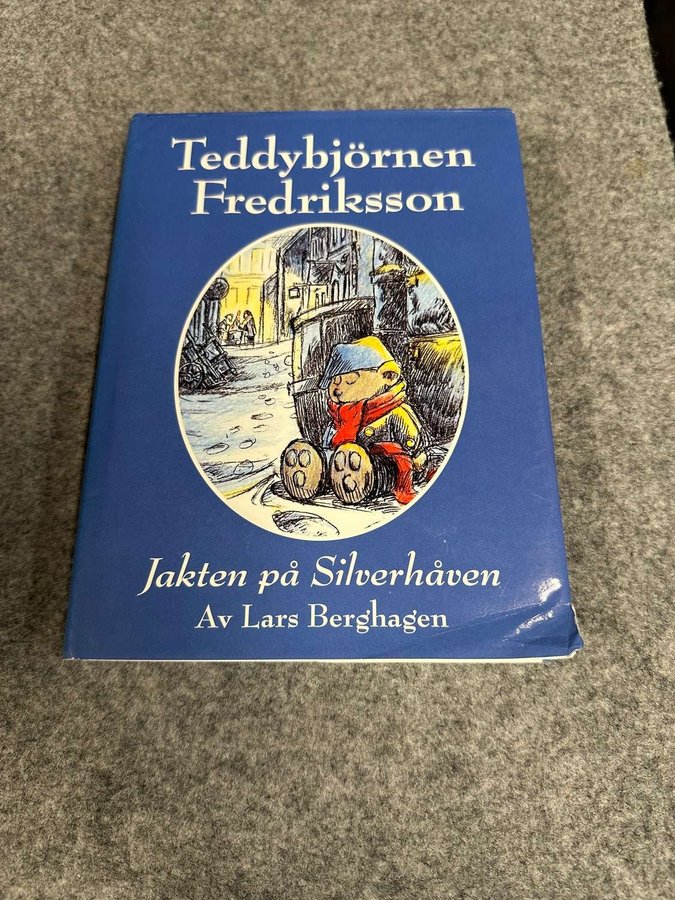 Teddybjörnen
Fredriksson
Jakten på Silverhåven
Av Lars Berghagen